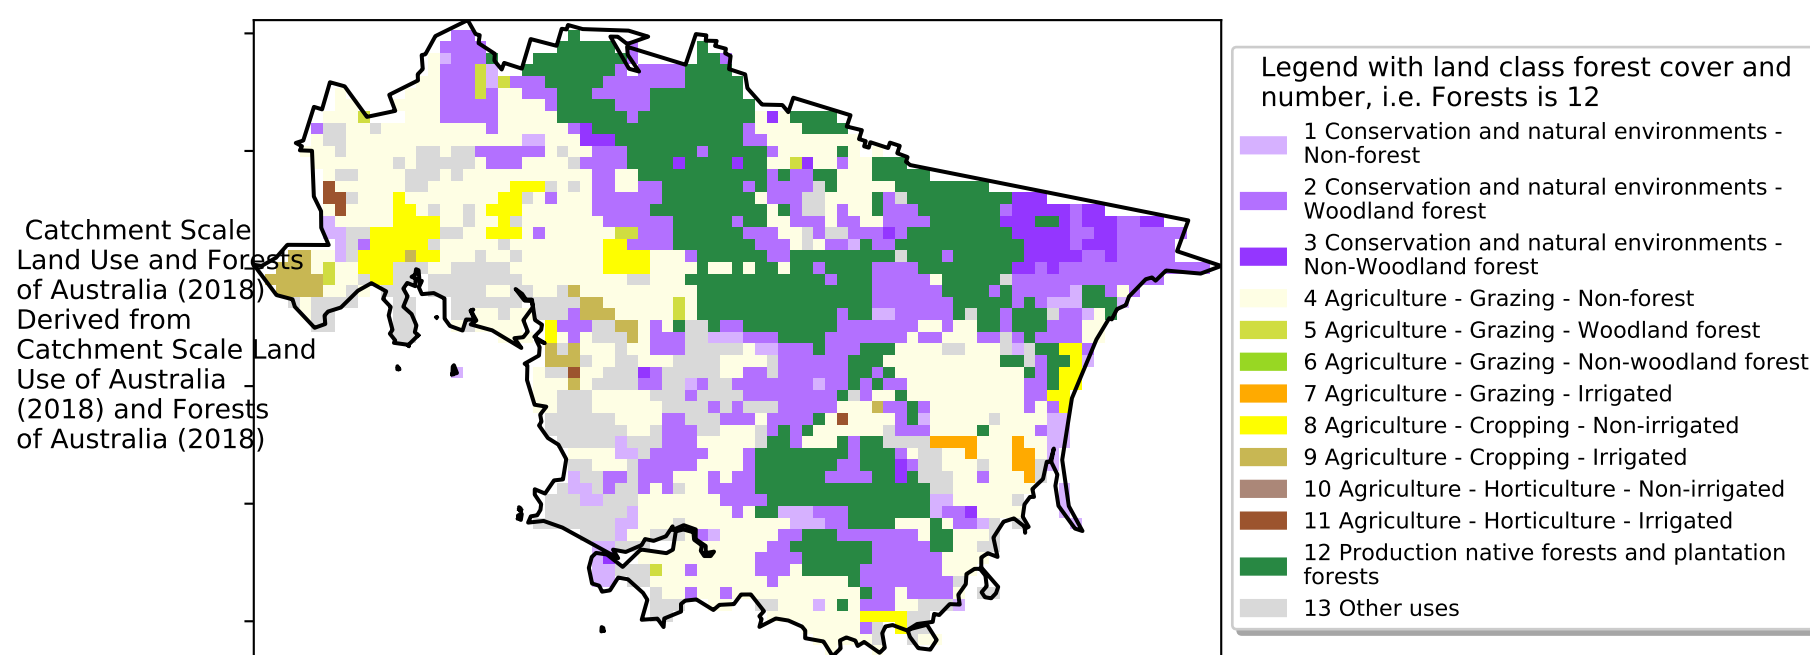 Catchment Scale
Land Use and Forests
of Australia (2018)
Derived from
Catchment Scale Land
Use of Australia
(2018) and Forests
of Australia (2018)
Legend with land class forest cover and
number, i.e. Forests is 12
1 Conservation and natural environments -
Non-forest
2 Conservation and natural environments -
Woodland forest
3 Conservation and natural environments -
Non-Woodland forest
4 Agriculture - Grazing - Non-forest
5 Agriculture - Grazing - Woodland forest
6 Agriculture - Grazing - Non-woodland forest
7 Agriculture - Grazing - Irrigated
8 Agriculture - Cropping - Non-irrigated
9 Agriculture - Cropping - Irrigated
10 Agriculture - Horticulture - Non-irrigated
11 Agriculture - Horticulture - Irrigated
12 Production native forests and plantation
forests
13 Other uses